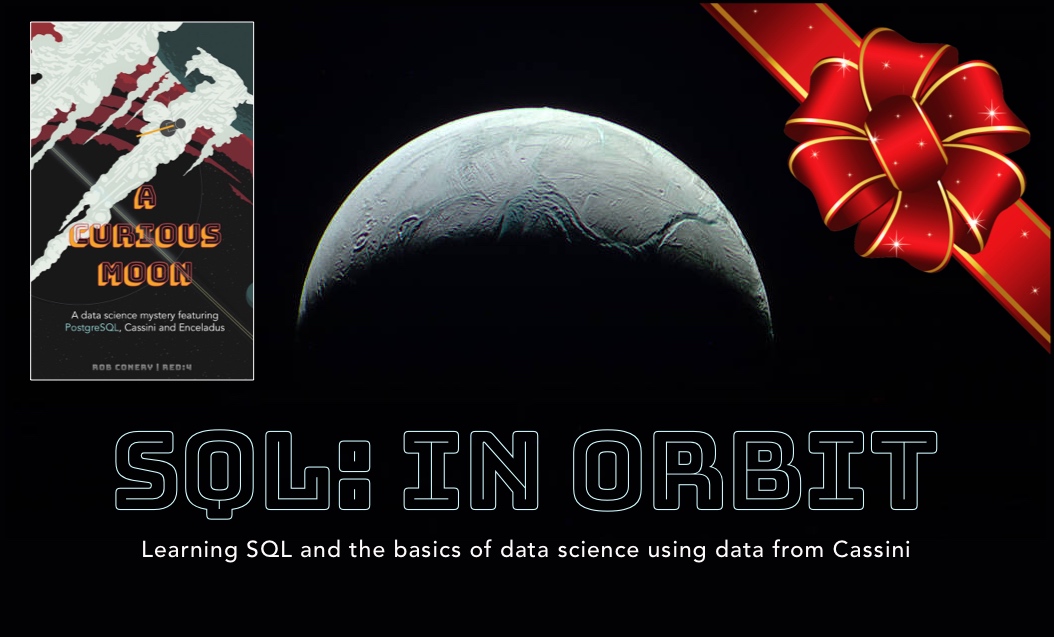 A
CURIOUS
MOON
A data science mystery featuring
PostgreSQL, Cassini and Enceladus
ROB CONERY | RED:4
SQL: IN ORBIT
Learning SQL and the basics of data science using data from Cassini